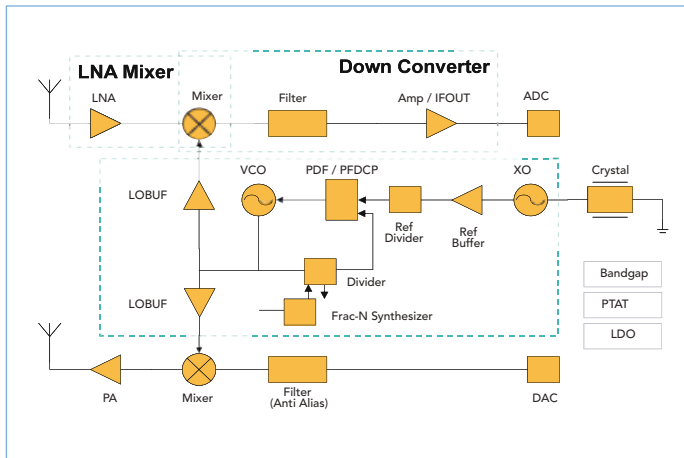 LNA Mixer
Down Converter
LNA
Mixer
Filter
Amp / IFOUT
ADC
VCO
PDF / PFDCP
XO
Crystal
LOBUF
Ref
Divider
Ref
Buffer
Bandgap
Divider
LOBUF
PTAT
Frac-N Synthesizer
LDO
PA
Mixer
Filter
(Anti Alias)
DAC